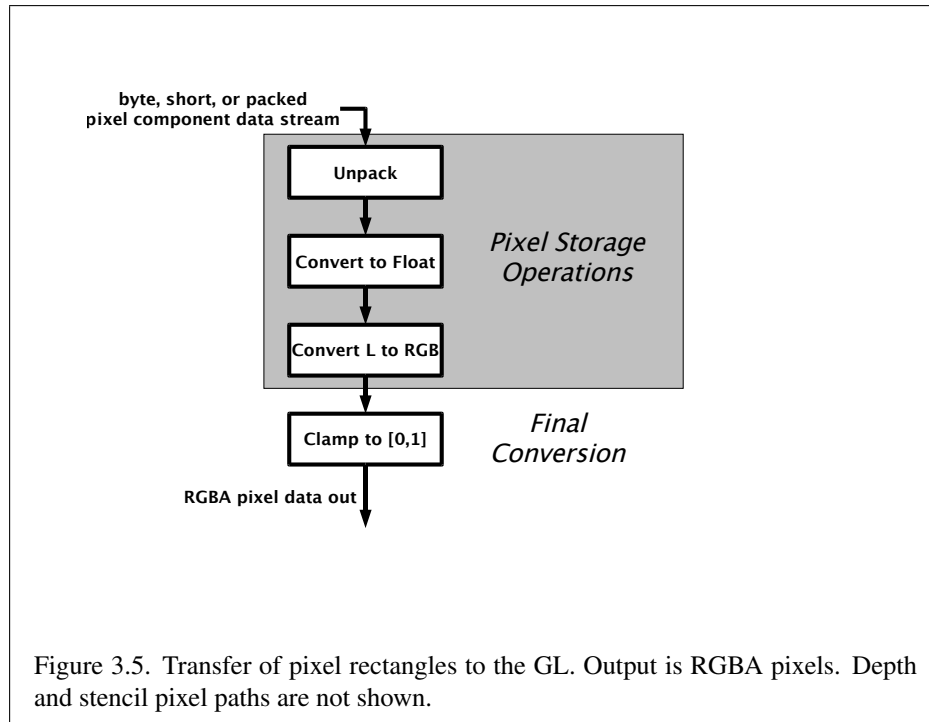 byte, short, or packed
pixel component data stream
Unpack
Convert to Float
Pixel Storage
Operations
Convert L to RGB
Clamp to [0,1]
Final
Conversion
RGBA pixel data out
Figure 3.5. Transfer of pixel rectangles to the GL. Output is RGBA pixels. Depth
and stencil pixel paths are not shown.